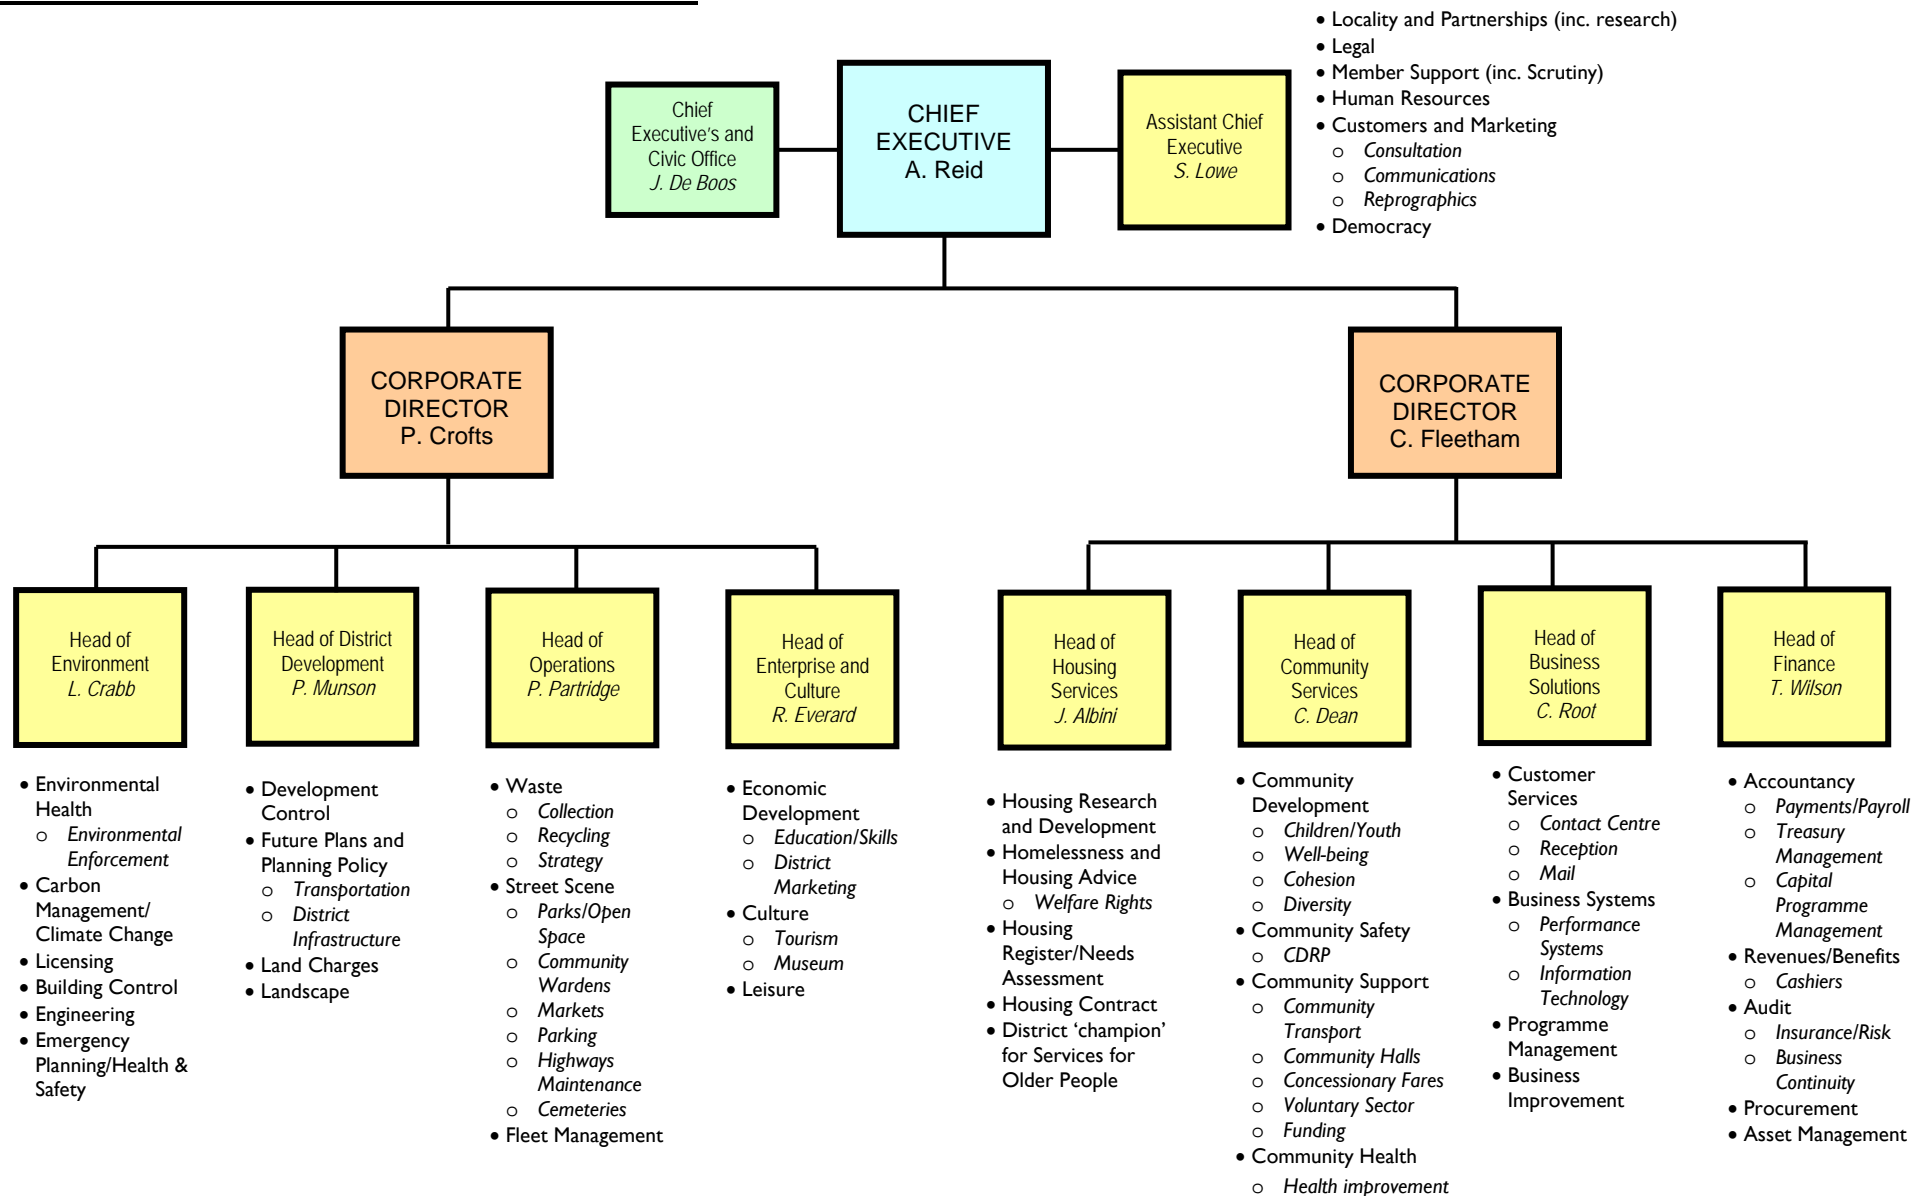 • Locality and Partnerships (inc. research)
• Legal
• Member Support (inc. Scrutiny)
• Human Resources
• Customers and Marketing
o Consultation
o Communications
o Reprographics
• Democracy
Chief
Executive's and
Civic Office
J. De Boos
CHIEF
EXECUTIVE
A. Reid
Assistant Chief
Executive
S. Lowe
CORPORATE
DIRECTOR
P. Crofts
CORPORATE
DIRECTOR
C. Fleetham
Head of
Environment
L. Crabb
Head of District
Development
P. Munson
Head of
Operations
P. Partridge
Head of
Enterprise and
Culture
R. Everard
Head of
Housing
Services
J. Albini
Head of
Community
Services
C. Dean
Head of
Business
Solutions
C. Root
Head of
Finance
T. Wilson
• Environmental
Health
o Environmental
Enforcement
• Carbon
Management/
Climate Change
• Licensing
• Building Control
• Engineering
• Emergency
Planning/Health &
Safety
• Development
Control
• Future Plans and
Planning Policy
o Transportation
o District
Infrastructure
• Land Charges
• Landscape
• Waste
o Collection
o Recycling
o Strategy
• Street Scene
o Parks/Open
Space
o Community
Wardens
o Markets
o Parking
o Highways
Maintenance
o Cemeteries
• Fleet Management
• Economic
Development
o Education/Skills
o District
Marketing
• Culture
o Tourism
o Museum
• Leisure
• Housing Research
and Development
• Homelessness and
Housing Advice
o Welfare Rights
• Housing
Register/Needs
Assessment
• Housing Contract
• District 'champion'
for Services for
Older People
• Community
Development
o Children/Youth
o Well-being
o Cohesion
o Diversity
• Community Safety
o CDRP
• Community Support
o Community
Transport
o Community Halls
o Concessionary Fares
o Voluntary Sector
o Funding
• Community Health
o Health improvement
• Customer
Services
o Contact Centre
o Reception
o Mail
• Business Systems
o Performance
Systems
o Information
Technology
• Programme
Management
• Business
Improvement
• Accountancy
o Payments/Payroll
o Treasury
Management
o Capital
Programme
Management
• Revenues/Benefits
o Cashiers
• Audit
o Insurance/Risk
o Business
Continuity
• Procurement
• Asset Management